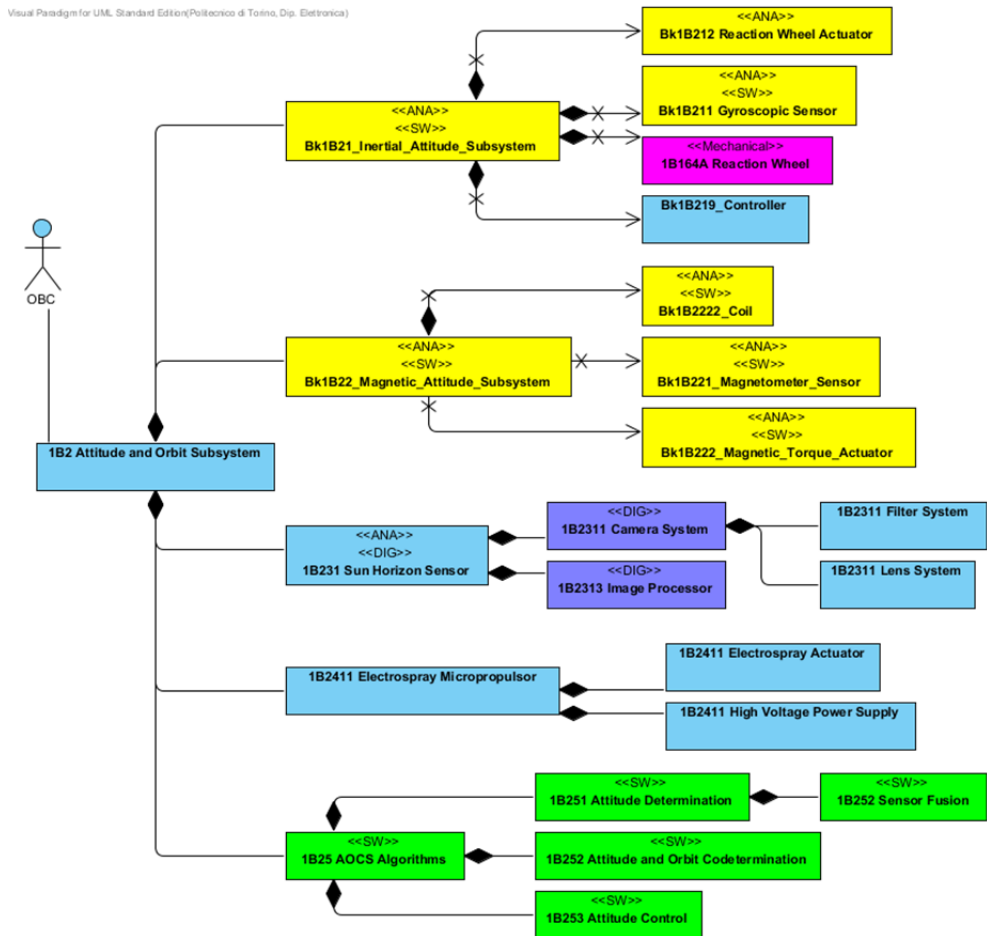 Visual Paradigm for UML Standard Edition(Politecnico di Torino, Dip. Elettronica)
<<ANA>>
Bk1B212 Reaction Wheel Actuator
<<ANA>>
<<SW>>
Bk1B211 Gyroscopic Sensor
<<ANA>>
<<SW>>
Bk1B21_Inertial_Attitude_Subsystem
<<Mechanical>>
1B164A Reaction Wheel
Bk1B219_Controller
OBC
<<ANA>>
<<SW>>
Bk1B2222_Coil
<<ANA>>
<<SW>>
Bk1B22_Magnetic_Attitude_Subsystem
<<ANA>>
<<SW>>
Bk1B221_Magnetometer_Sensor
<<ANA>>
<<SW>>
Bk1B222_Magnetic_Torque_Actuator
1B2 Attitude and Orbit Subsystem
<<ANA>>
<<DIG>>
1B231 Sun Horizon Sensor
<<DIG>>
1B2311 Camera System
1B2311 Filter System
<<DIG>>
1B2313 Image Processor
1B2311 Lens System
1B2411 Electrospray Micropropulsor
1B2411 Electrospray Actuator
1B2411 High Voltage Power Supply
<<SW>>
1B251 Attitude Determination
<<SW>>
1B252 Sensor Fusion
<<SW>>
1B25 AOCS Algorithms
<<SW>>
1B252 Attitude and Orbit Codetermination
<<SW>>
1B253 Attitude Control